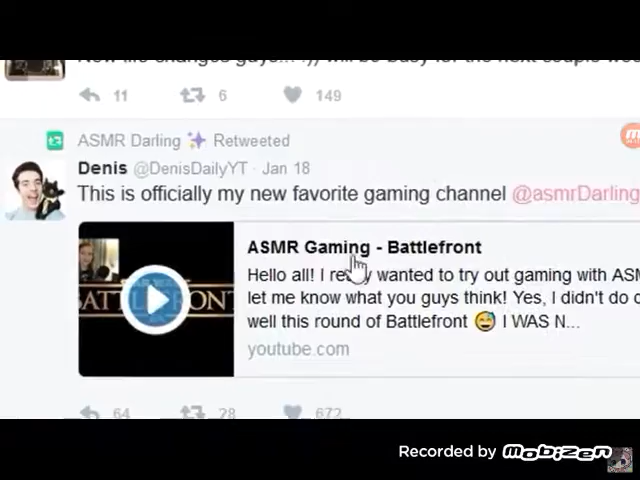 New life changes guys... :)) will be busy for the next couple wee
11 6 149
ASMR Darling ✨ Retweeted
Denis @DenisDailyYT · Jan 18
This is officially my new favorite gaming channel @asmrDarling
ASMR Gaming - Battlefront
Hello all! I really wanted to try out gaming with ASM
let me know what you guys think! Yes, I didn't do
well this round of Battlefront 😅 I WAS N...
youtube.com
64 28 672
Recorded by mobizen